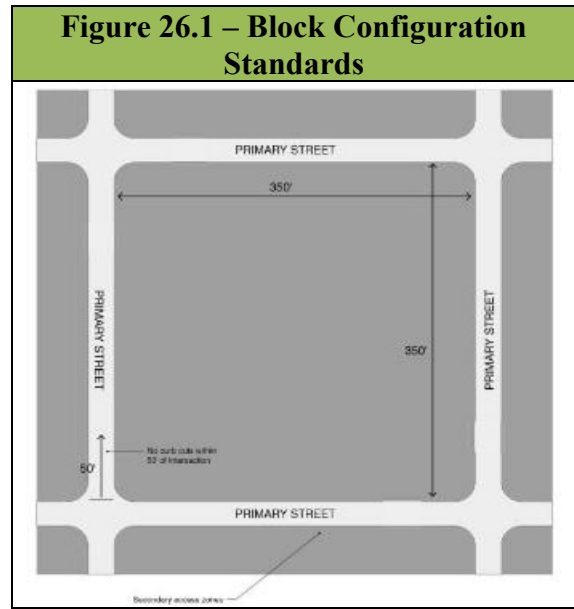 Figure 26.1 – Block Configuration
Standards
PRIMARY STREET
350'
PRIMARY STREET
350'
PRIMARY STREET
No curb cuts within
50' of intersection
50'
PRIMARY STREET
Secondary access zones